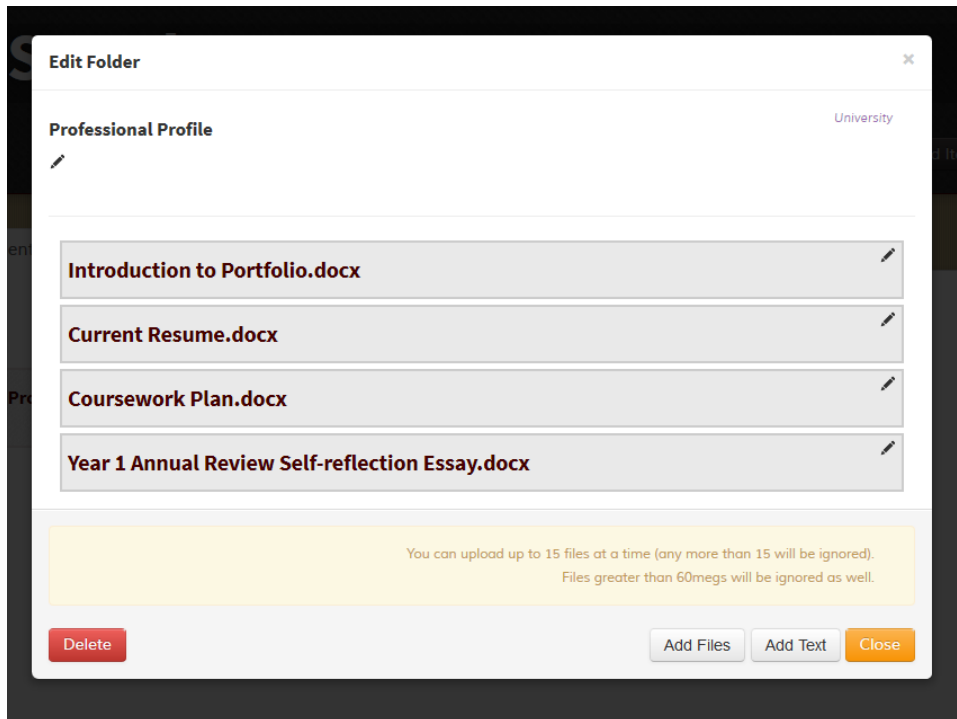 Edit Folder ×
Professional Profile
University
Introduction to Portfolio.docx
Current Resume.docx
Coursework Plan.docx
Year 1 Annual Review Self-reflection Essay.docx
You can upload up to 15 files at a time (any more than 15 will be ignored).
Files greater than 60megs will be ignored as well.
Delete
Add Files
Add Text
Close